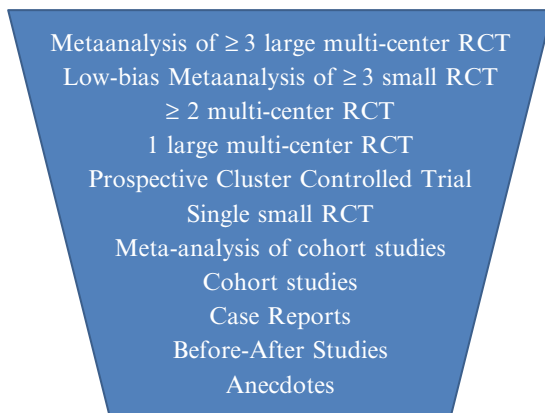 Metaanalysis of ≥ 3 large multi-center RCT
Low-bias Metaanalysis of ≥ 3 small RCT
≥ 2 multi-center RCT
1 large multi-center RCT
Prospective Cluster Controlled Trial
Single small RCT
Meta-analysis of cohort studies
Cohort studies
Case Reports
Before-After Studies
Anecdotes